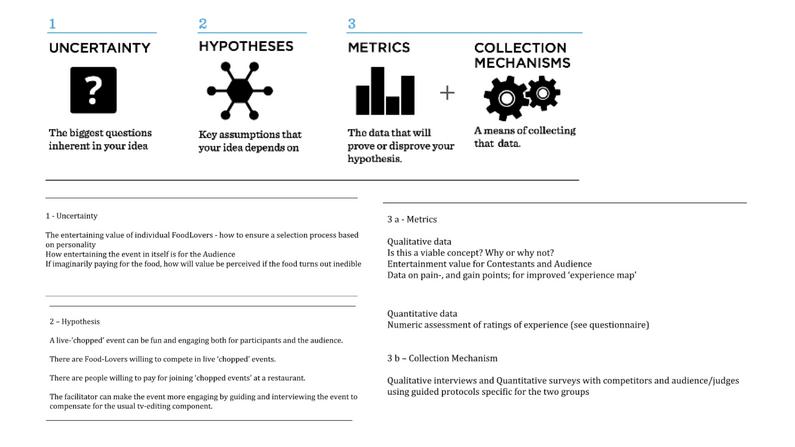 1
UNCERTAINTY
?
The biggest questions
inherent in your idea
2
HYPOTHESES
Key assumptions that
your idea depends on
3
METRICS
The data that will
prove or disprove your
hypothesis.
+
COLLECTION
MECHANISMS
A means of collecting
that data.
1 - Uncertainty
The entertaining value of individual FoodLovers - how to ensure a selection process based
on personality
How entertaining the event in itself is for the Audience
If imaginarily paying for the food, how will value be perceived if the food turns out inedible
2 – Hypothesis
A live-‘chopped’ event can be fun and engaging both for participants and the audience.
There are Food-Lovers willing to compete in live ‘chopped’ events.
There are people willing to pay for joining ‘chopped events’ at a restaurant.
The facilitator can make the event more engaging by guiding and interviewing the event to
compensate for the usual tv-editing component.
3 a - Metrics
Qualitative data
Is this a viable concept? Why or why not?
Entertainment value for Contestants and Audience
Data on pain-, and gain points; for improved ‘experience map’
Quantitative data
Numeric assessment of ratings of experience (see questionnaire)
3 b – Collection Mechanism
Qualitative interviews and Quantitative surveys with competitors and audience/judges
using guided protocols specific for the two groups